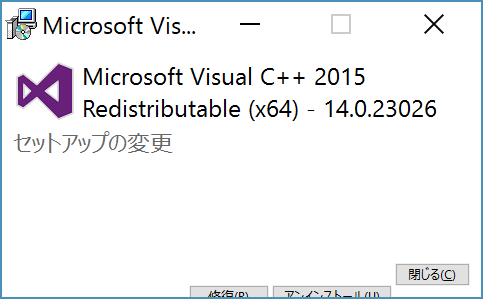 Microsoft Vis...
Microsoft Visual C++ 2015
Redistributable (x64) - 14.0.23026
セットアップの変更
閉じる(C)
修復(R)
アンインストール(U)